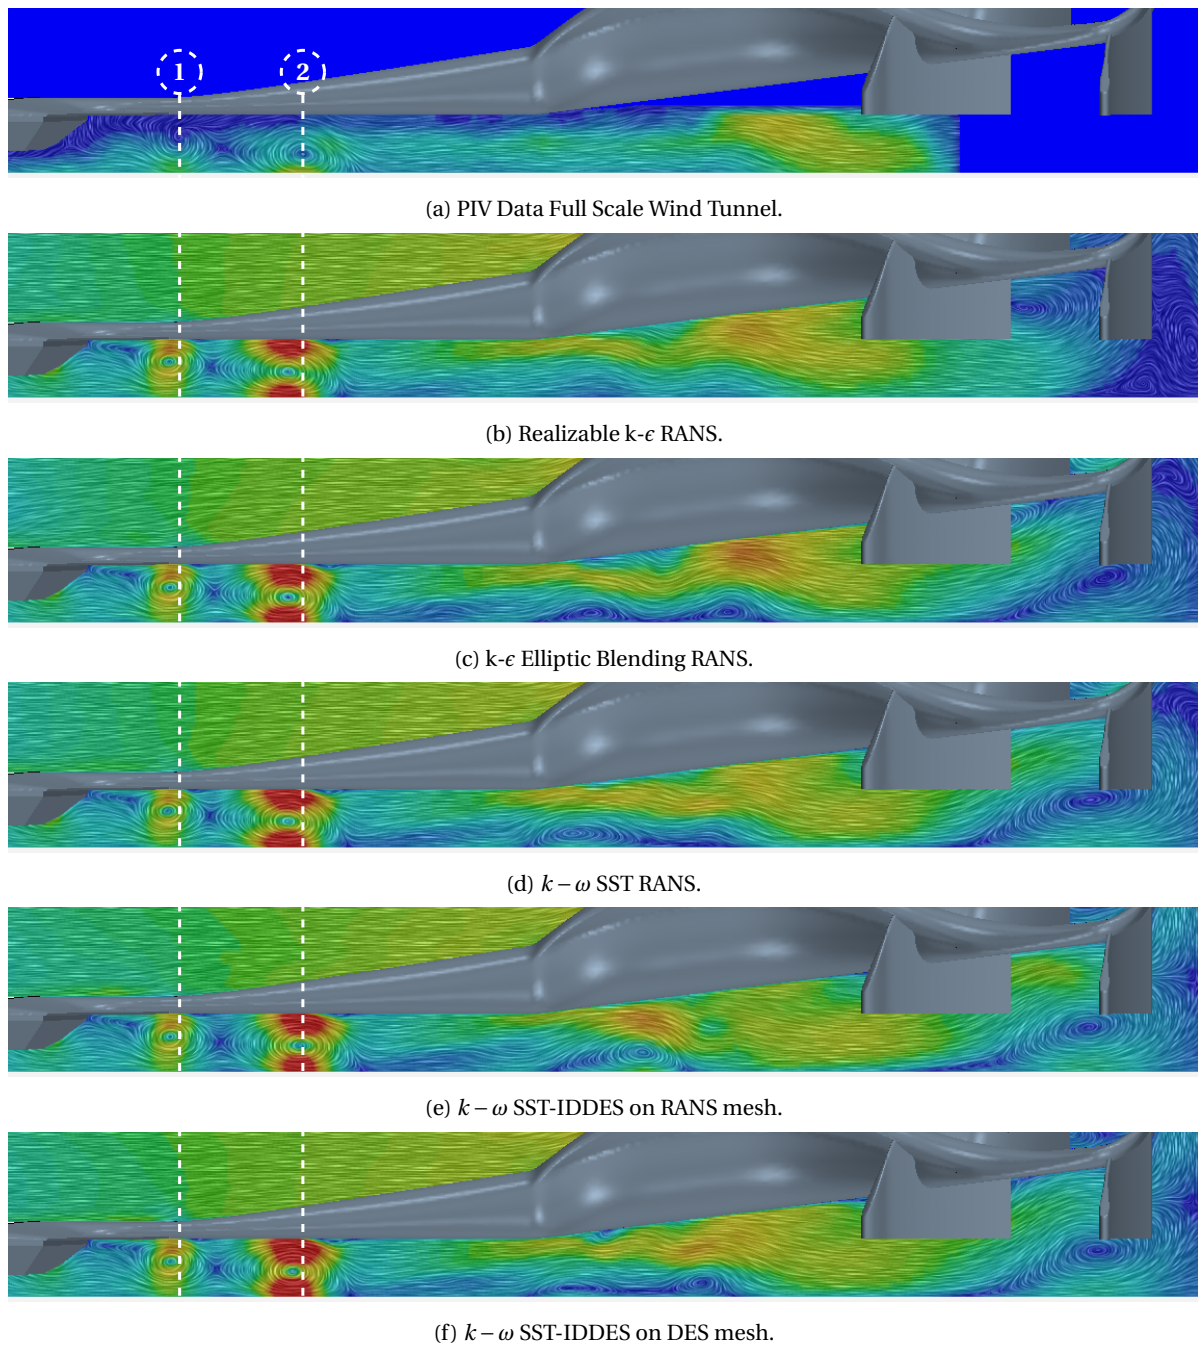 1 2
(a) PIV Data Full Scale Wind Tunnel.
(b) Realizable k-ϵ RANS.
(c) k-ϵ Elliptic Blending RANS.
(d) k − ω SST RANS.
(e) k − ω SST-IDDES on RANS mesh.
(f) k − ω SST-IDDES on DES mesh.